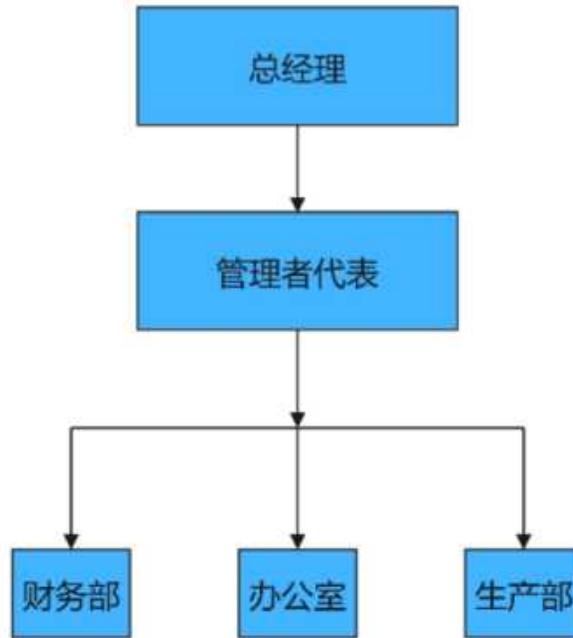 总经理
管理者代表
财务部
办公室
生产部